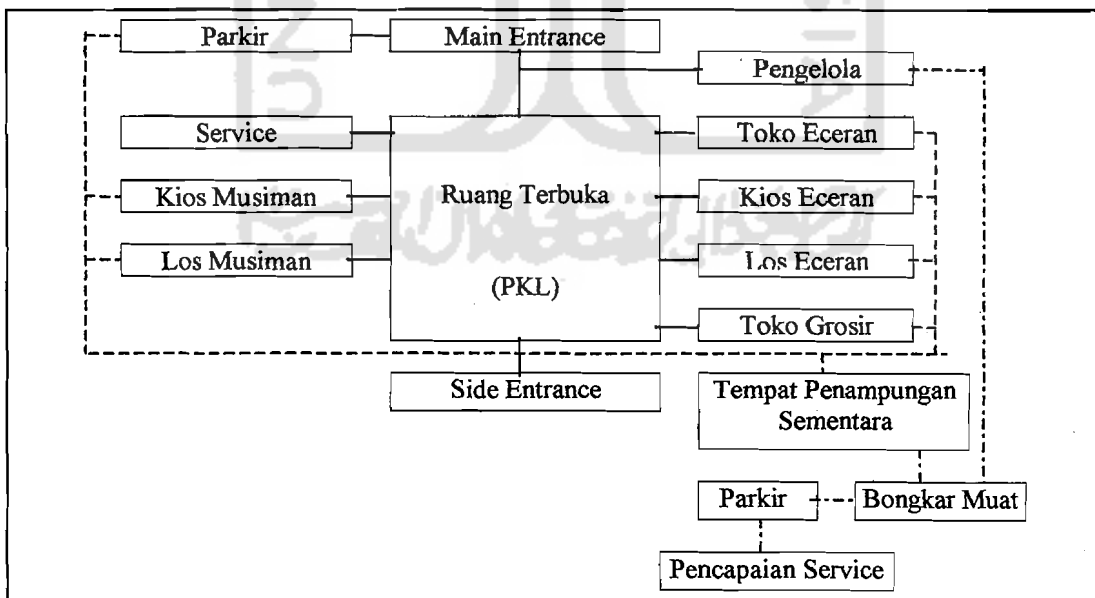 Parkir
Main Entrance
Pengelola
Service
Toko Eceran
Kios Musiman
Ruang Terbuka
Kios Eceran
Los Musiman
Los Eceran
(PKL)
Toko Grosir
Side Entrance
Tempat Penampungan
Sementara
Parkir
Bongkar Muat
Pencapaian Service